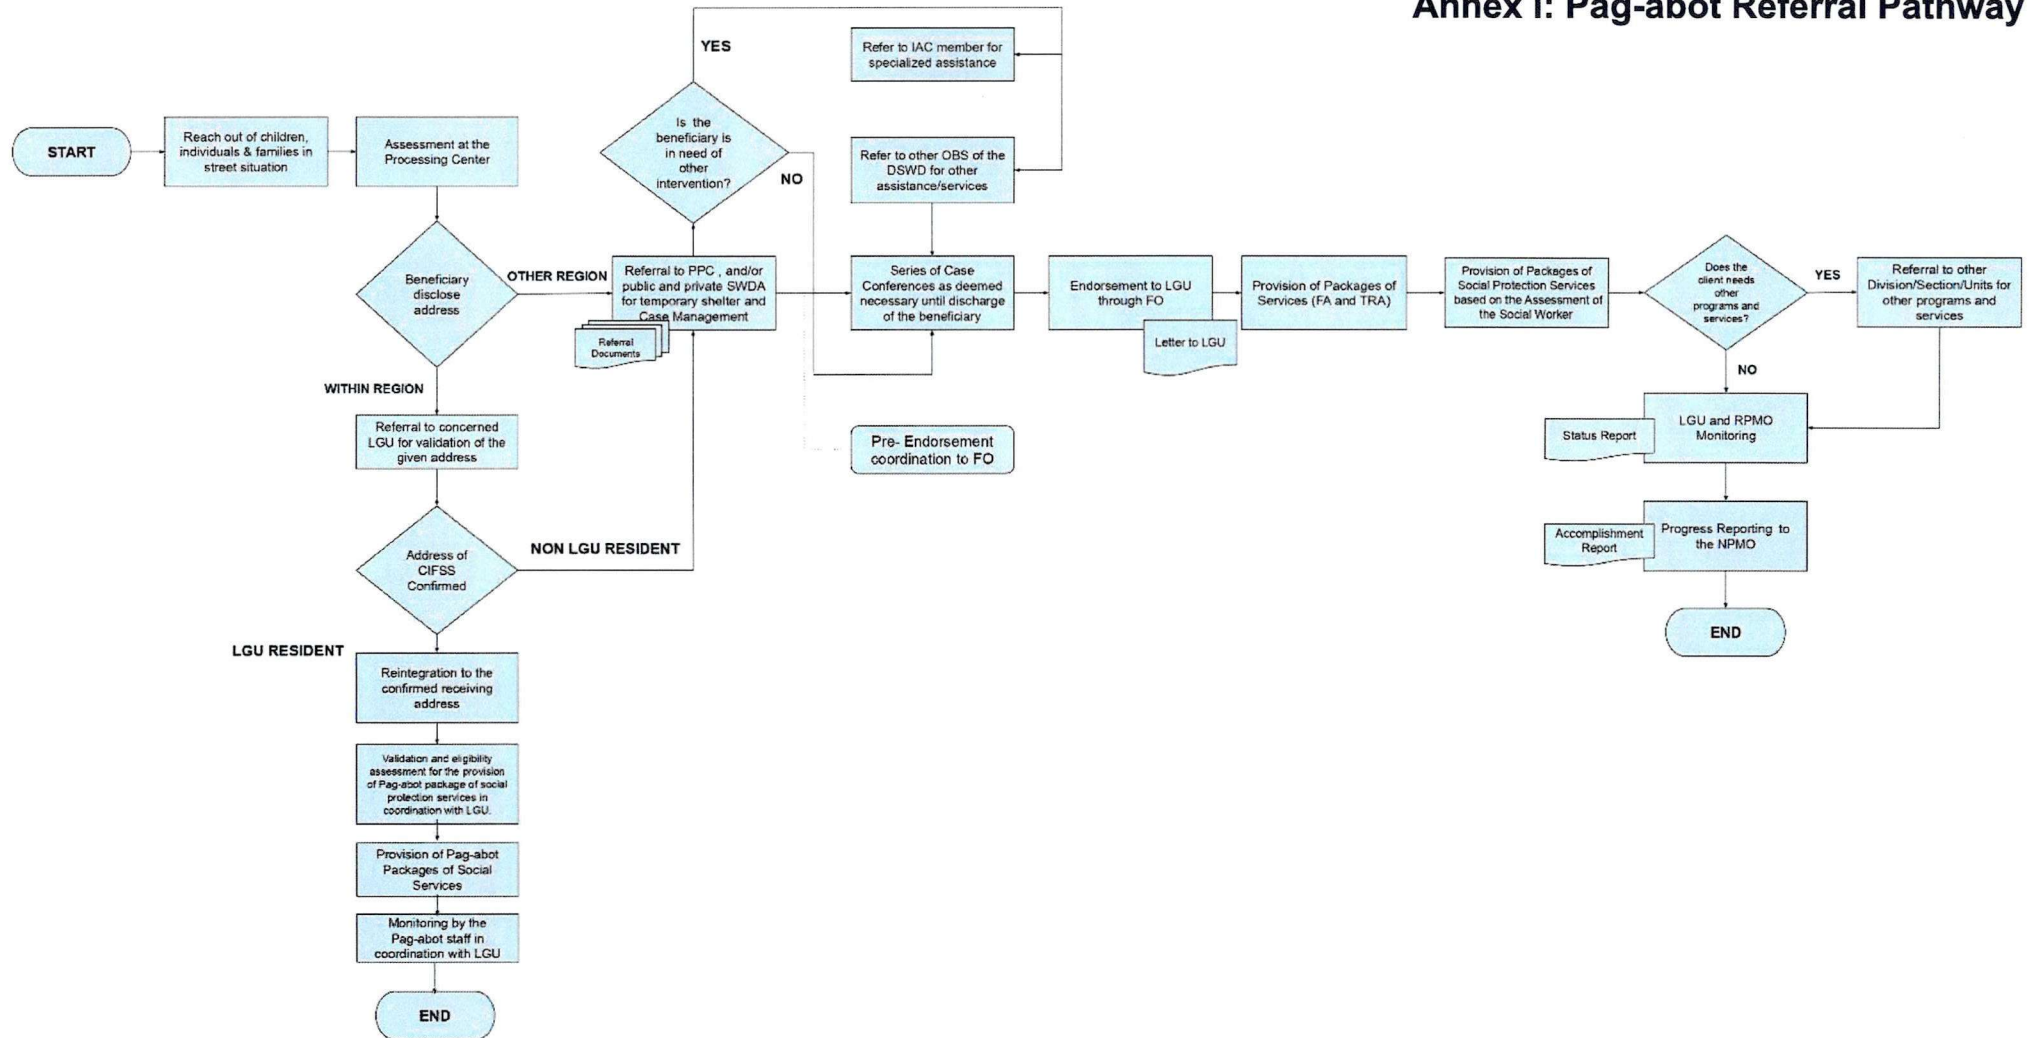 Annex I: Pag-abot Referral Pathway
START
Reach out of children,
individuals & families in
street situation
Assessment at the
Processing Center
Beneficiary
disclose
address
OTHER REGION
WITHIN REGION
Referral to concerned
LGU for validation of the
given address
Address of
CIFSS
Confirmed
NON LGU RESIDENT
LGU RESIDENT
Reintegration to the
confirmed receiving
address
Validation and eligibility
assessment for the provision
of Pag-abot package of social
protection services in
coordination with LGU.
Provision of Pag-abot
Packages of Social
Services
Monitoring by the
Pag-abot staff in
coordination with LGU
END
Referral to PPC , and/or
public and private SWDA
for temporary shelter and
Case Management
Referral
Documents
Is the
beneficiary is
in need of
other
intervention?
YES
NO
Refer to IAC member for
specialized assistance
Refer to other OBS of the
DSWD for other
assistance/services
Series of Case
Conferences as deemed
necessary until discharge
of the beneficiary
Pre- Endorsement
coordination to FO
Endorsement to LGU
through FO
Letter to LGU
Provision of Packages of
Services (FA and TRA)
Provision of Packages of
Social Protection Services
based on the Assessment of
the Social Worker
Does the
client needs
other
programs and
services?
YES
Referral to other
Division/Section/Units for
other programs and
services
NO
LGU and RPMO
Monitoring
Status Report
Progress Reporting to
the NPMO
Accomplishment
Report
END